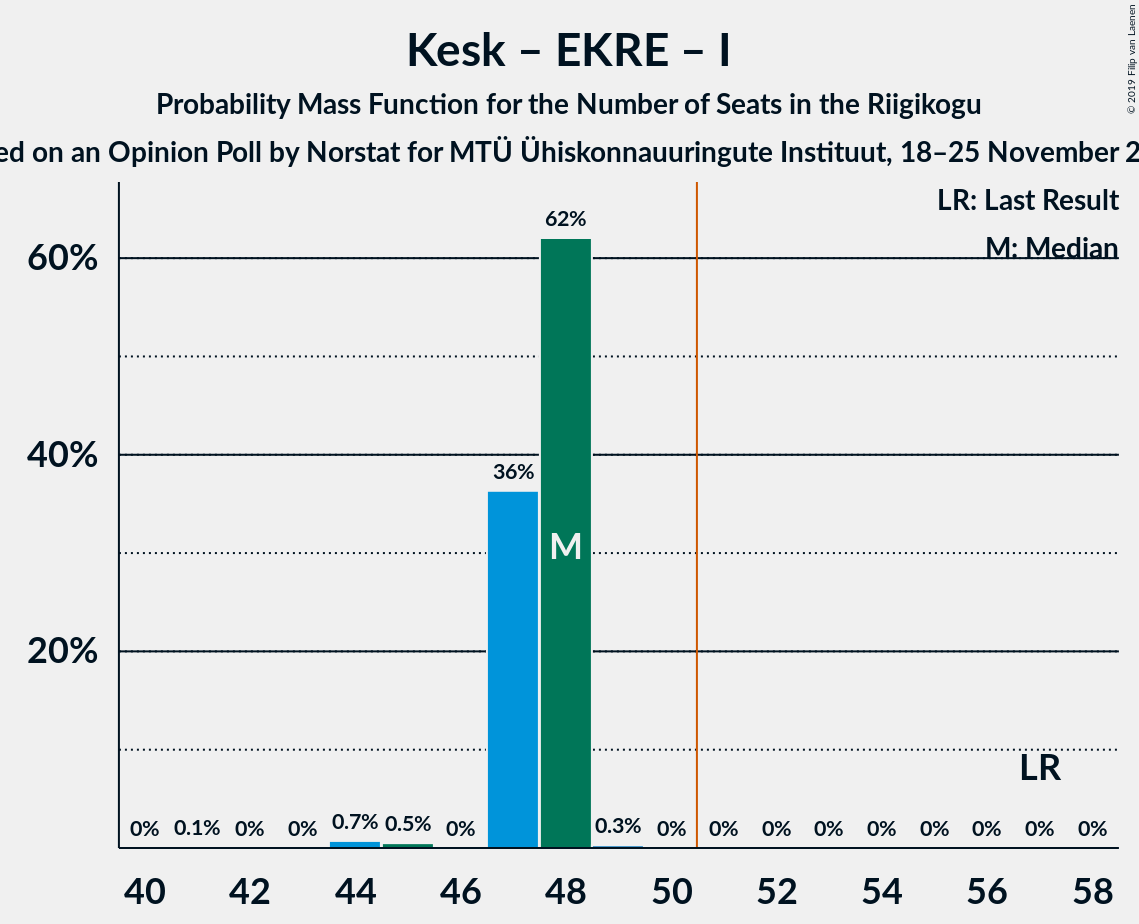 Kesk – EKRE – I
Probability Mass Function for the Number of Seats in the Riigikogu
ed on an Opinion Poll by Norstat for MTÜ Ühiskonnauuringute Instituut, 18–25 November 2
© 2019 Filip van Laenen
LR: Last Result
M: Median
60%
40%
20%
62%
36%
M
LR
0% 0.1% 0% 0% 0.7% 0.5% 0% 0.3% 0% 0% 0% 0% 0% 0% 0% 0% 0%
40 42 44 46 48 50 52 54 56 58